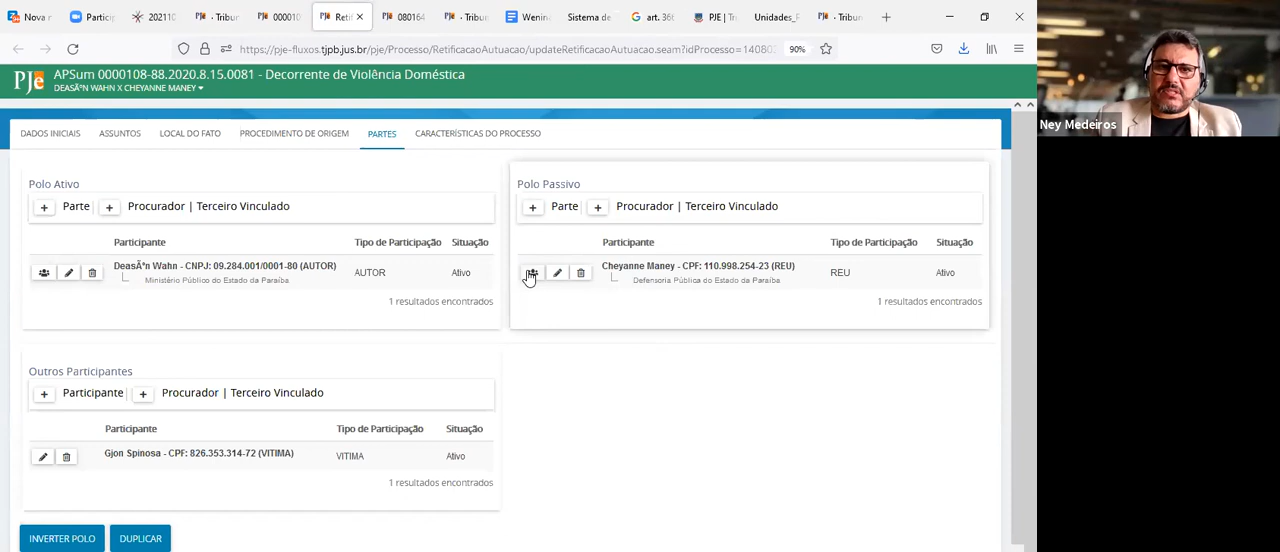 Nova r
Particip
202110
Tribun
000010
Retif
080164
Tribun
Wenin
Sistema de
art. 366
PJE | Tru
Unidades_P
Tribun
https://pje-fluxos.tjpb.jus.br/pje/Processo/RetificacaoAutuacao/updateRetificacaoAutuacao.seam?idProcesso=14080
90%
PJe
APSum 0000108-88.2020.8.15.0081 - Decorrente de Violência Doméstica
DEASÃªN WAHN X CHEYANNE MANEY
DADOS INICIAIS ASSUNTOS LOCAL DO FATO PROCEDIMENTO DE ORIGEM PARTES CARACTERÍSTICAS DO PROCESSO
Polo Ativo
+ Parte + Procurador | Terceiro Vinculado
Participante Tipo de Participação Situação
DeasÃªn Wahn - CNPJ: 09.284.001/0001-80 (AUTOR) AUTOR Ativo
Ministério Público do Estado da Paraíba
1 resultados encontrados
Polo Passivo
+ Parte + Procurador | Terceiro Vinculado
Participante Tipo de Participação Situação
Cheyanne Maney - CPF: 110.998.254-23 (REU) REU Ativo
Defensoria Pública do Estado da Paraíba
1 resultados encontrados
Outros Participantes
+ Participante + Procurador | Terceiro Vinculado
Participante Tipo de Participação Situação
Gjon Spinosa - CPF: 826.353.314-72 (VITIMA) VITIMA Ativo
1 resultados encontrados
INVERTER POLO DUPLICAR
Ney Medeiros